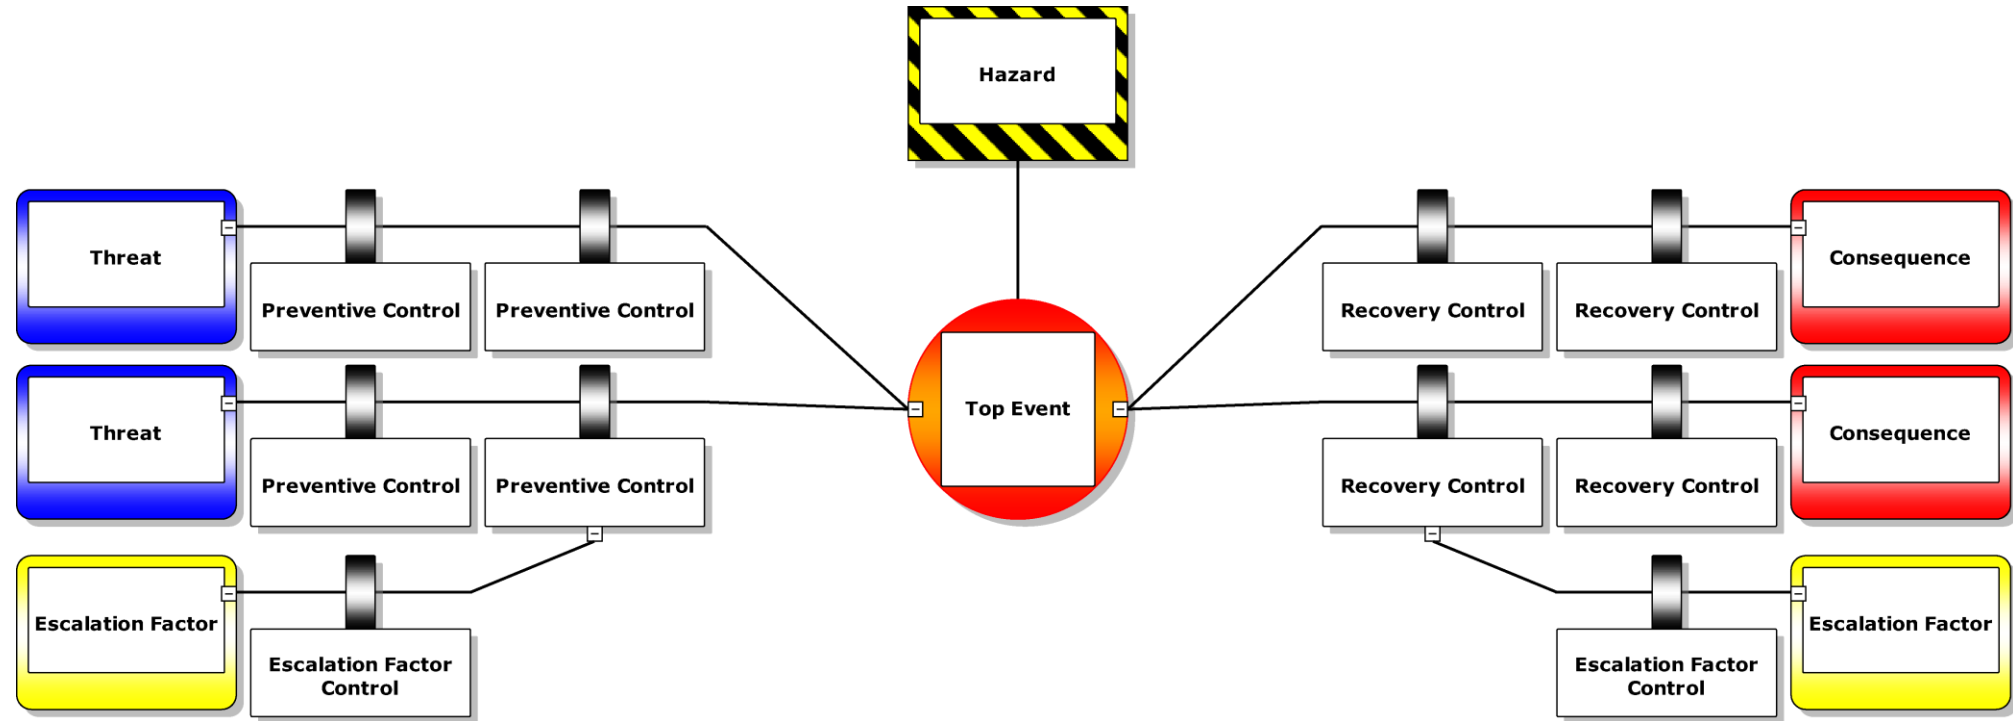 Hazard
Threat
Preventive Control
Preventive Control
Recovery Control
Recovery Control
Consequence
Top Event
Threat
Preventive Control
Preventive Control
Recovery Control
Recovery Control
Consequence
Escalation Factor
Escalation Factor
Control
Escalation Factor
Control
Escalation Factor